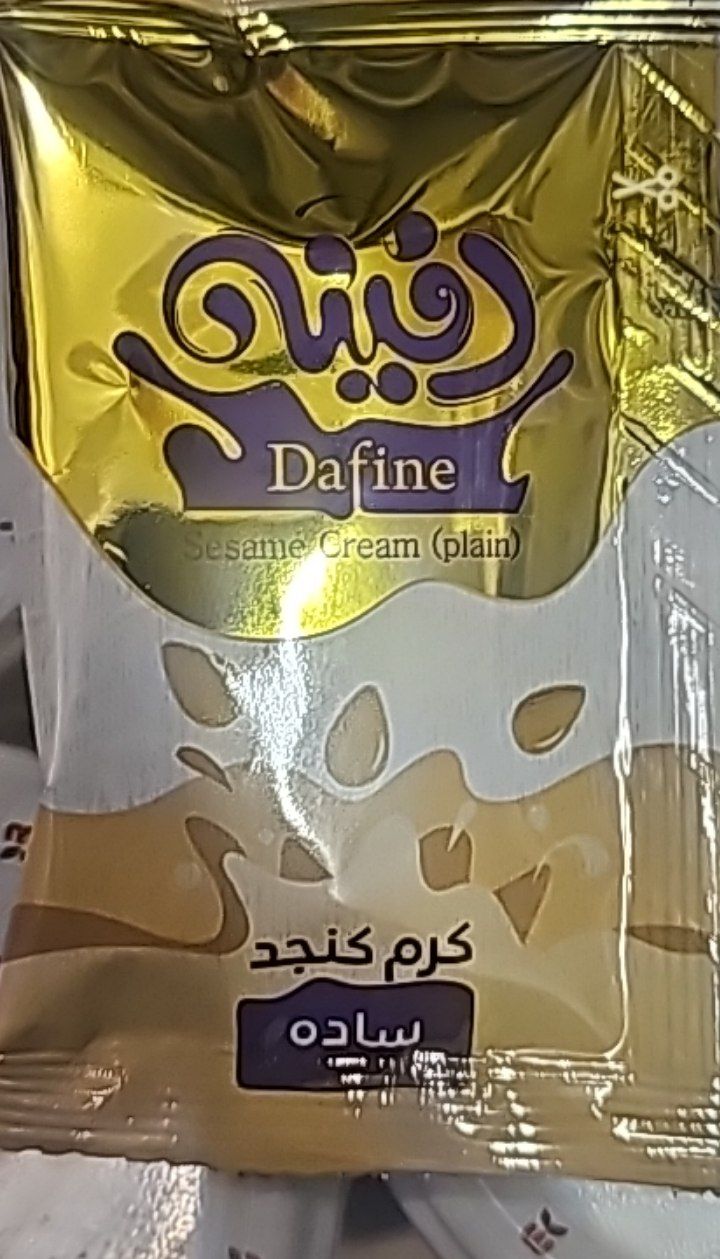 دفینه
Dafine
Sesame Cream (plain)
کرم کنجد
ساده